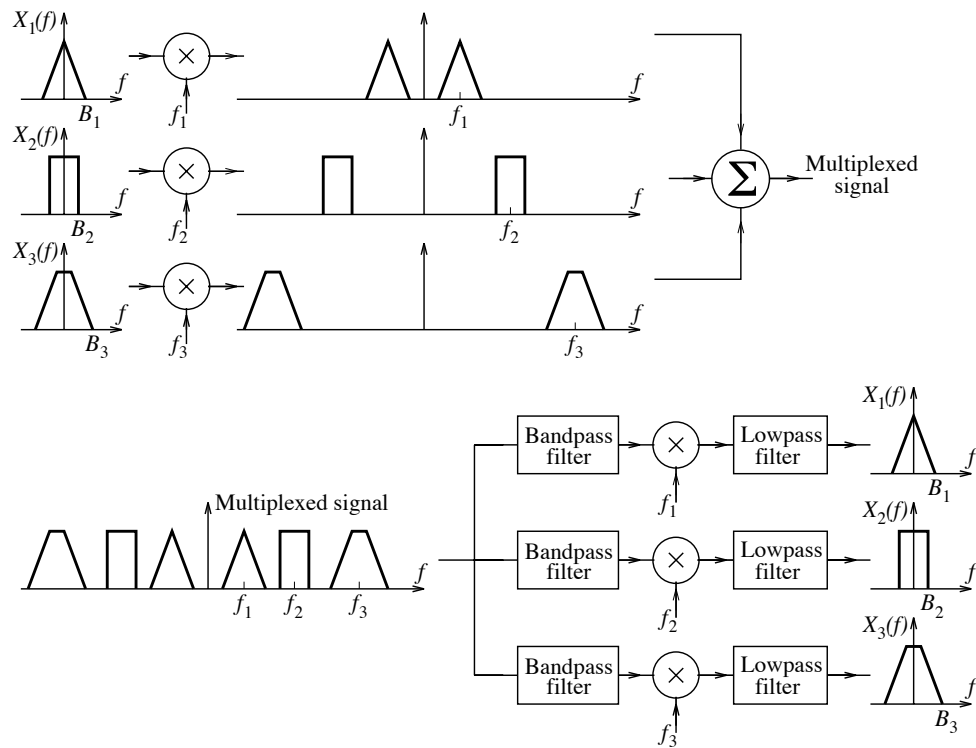 X₁(f)
f
B₁
×
f₁
f
f₁
X₂(f)
f
B₂
×
f₂
f
f₂
Σ
Multiplexed
signal
X₃(f)
f
B₃
×
f₃
f
f₃
Multiplexed signal
f
f₁
f₂
f₃
Bandpass
filter
×
f₁
Lowpass
filter
X₁(f)
f
B₁
Bandpass
filter
×
f₂
Lowpass
filter
X₂(f)
f
B₂
Bandpass
filter
×
f₃
Lowpass
filter
X₃(f)
f
B₃